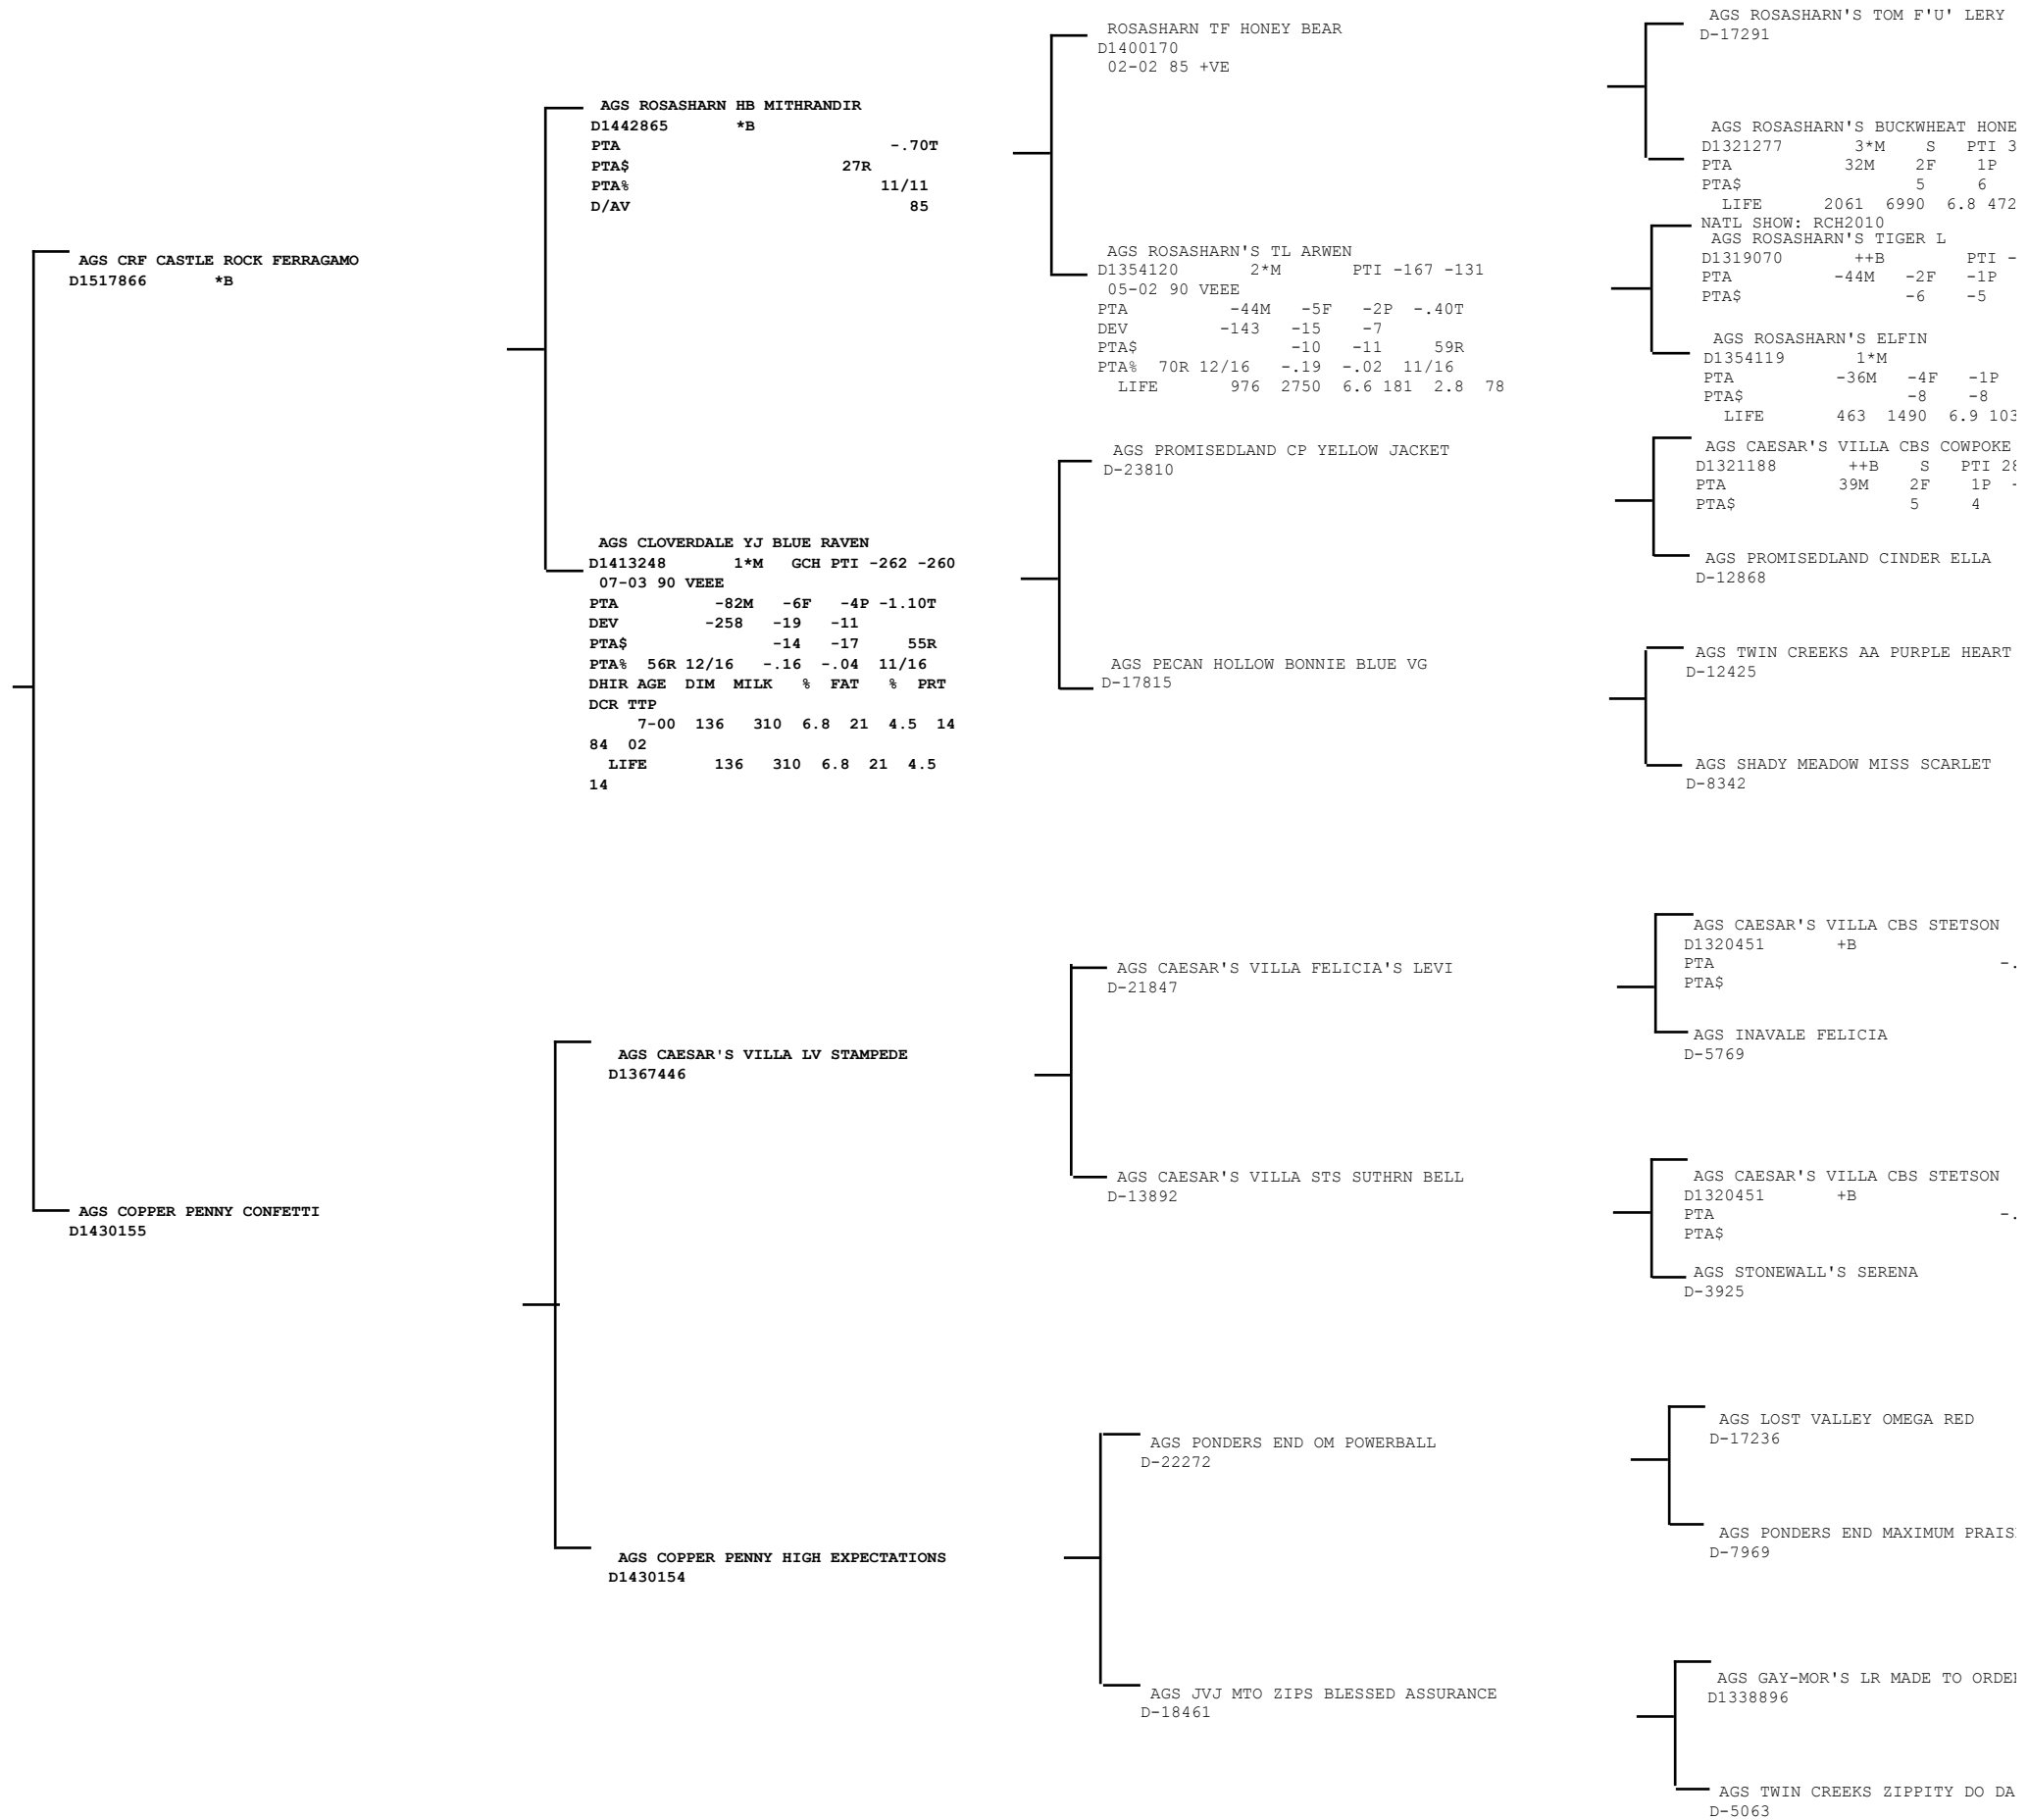 AGS CRF CASTLE ROCK FERRAGAMO
D1517866 *B
AGS COPPER PENNY CONFETTI
D1430155
AGS ROSASHARN HB MITHRANDIR
D1442865 *B
PTA -.70T
PTA$ 27R
PTA% 11/11
D/AV 85
AGS CLOVERDALE YJ BLUE RAVEN
D1413248 1*M GCH PTI -262 -260
07-03 90 VEEE
PTA -82M -6F -4P -1.10T
DEV -258 -19 -11
PTA$ -14 -17 55R
PTA% 56R 12/16 -.16 -.04 11/16
DHIR AGE DIM MILK % FAT % PRT
DCR TTP
7-00 136 310 6.8 21 4.5 14
84 02
LIFE 136 310 6.8 21 4.5
14
AGS CAESAR'S VILLA LV STAMPEDE
D1367446
AGS COPPER PENNY HIGH EXPECTATIONS
D1430154
ROSASHARN TF HONEY BEAR
D1400170
02-02 85 +VE
AGS ROSASHARN'S TL ARWEN
D1354120 2*M PTI -167 -131
05-02 90 VEEE
PTA -44M -5F -2P -.40T
DEV -143 -15 -7
PTA$ -10 -11 59R
PTA% 70R 12/16 -.19 -.02 11/16
LIFE 976 2750 6.6 181 2.8 78
AGS PROMISEDLAND CP YELLOW JACKET
D-23810
AGS PECAN HOLLOW BONNIE BLUE VG
D-17815
AGS CAESAR'S VILLA FELICIA'S LEVI
D-21847
AGS CAESAR'S VILLA STS SUTHRN BELL
D-13892
AGS PONDERS END OM POWERBALL
D-22272
AGS JVJ MTO ZIPS BLESSED ASSURANCE
D-18461
AGS ROSASHARN'S TOM F'U' LERY
D-17291
AGS ROSASHARN'S BUCKWHEAT HONE
D1321277 3*M S PTI 3
PTA 32M 2F 1P
PTA$ 5 6
LIFE 2061 6990 6.8 472
NATL SHOW: RCH2010
AGS ROSASHARN'S TIGER L
D1319070 ++B PTI -
PTA -44M -2F -1P
PTA$ -6 -5
AGS ROSASHARN'S ELFIN
D1354119 1*M
PTA -36M -4F -1P
PTA$ -8 -8
LIFE 463 1490 6.9 103
AGS CAESAR'S VILLA CBS COWPOKE
D1321188 ++B S PTI 28
PTA 39M 2F 1P -
PTA$ 5 4
AGS PROMISEDLAND CINDER ELLA
D-12868
AGS TWIN CREEKS AA PURPLE HEART
D-12425
AGS SHADY MEADOW MISS SCARLET
D-8342
AGS CAESAR'S VILLA CBS STETSON
D1320451 +B
PTA -.
PTA$
AGS INAVALE FELICIA
D-5769
AGS CAESAR'S VILLA CBS STETSON
D1320451 +B
PTA -.
PTA$
AGS STONEWALL'S SERENA
D-3925
AGS LOST VALLEY OMEGA RED
D-17236
AGS PONDERS END MAXIMUM PRAIS
D-7969
AGS GAY-MOR'S LR MADE TO ORDE
D1338896
AGS TWIN CREEKS ZIPPITY DO DA
D-5063